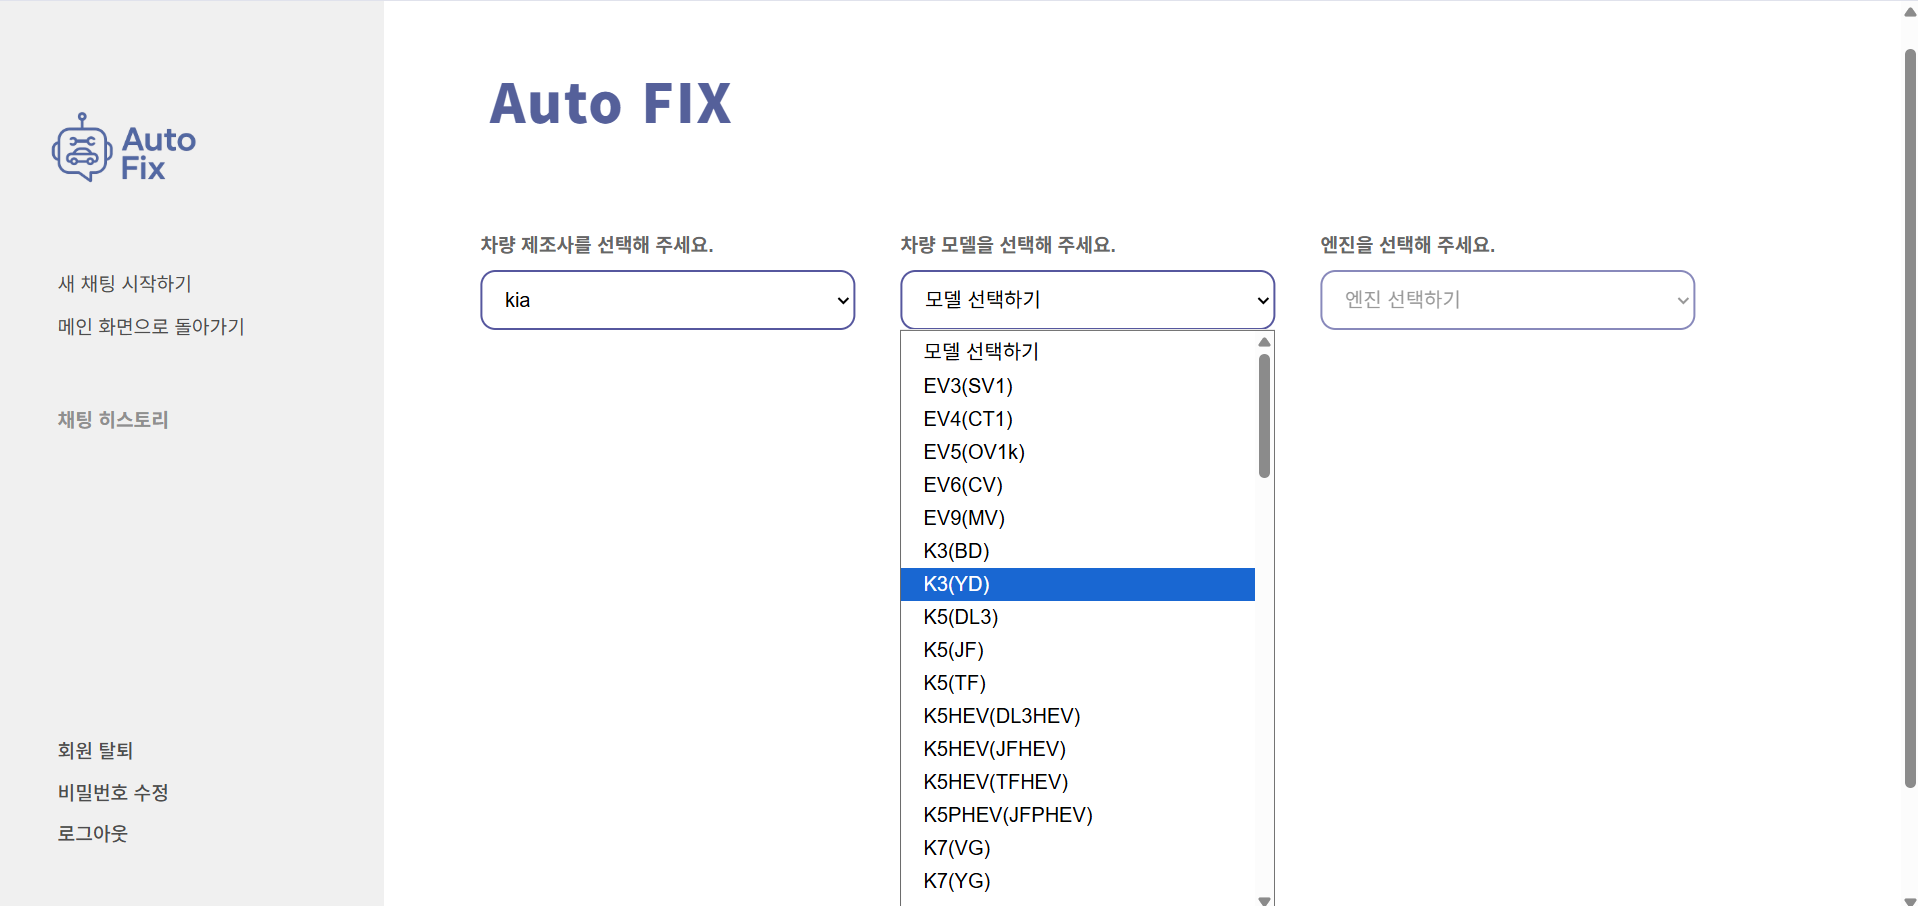 Auto
Fix
새 채팅 시작하기
메인 화면으로 돌아가기
채팅 히스토리
회원 탈퇴
비밀번호 수정
로그아웃
Auto FIX
차량 제조사를 선택해 주세요.
kia
차량 모델을 선택해 주세요.
모델 선택하기
모델 선택하기
EV3(SV1)
EV4(CT1)
EV5(OV1k)
EV6(CV)
EV9(MV)
K3(BD)
K3(YD)
K5(DL3)
K5(JF)
K5(TF)
K5HEV(DL3HEV)
K5HEV(JFHEV)
K5HEV(TFHEV)
K5PHEV(JFPHEV)
K7(VG)
K7(YG)
엔진을 선택해 주세요.
엔진 선택하기